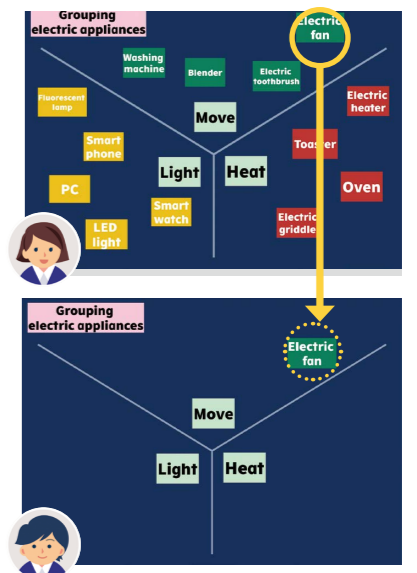 Grouping
electric appliances
Electric
fan
Washing
machine
Blender
Electric
toothbrush
Fluorescent
lamp
Electric
heater
Move
Smart
phone
Toaster
Light
Heat
PC
Oven
Smart
watch
LED
light
Electric
griddle
Grouping
electric appliances
Electric
fan
Move
Light
Heat